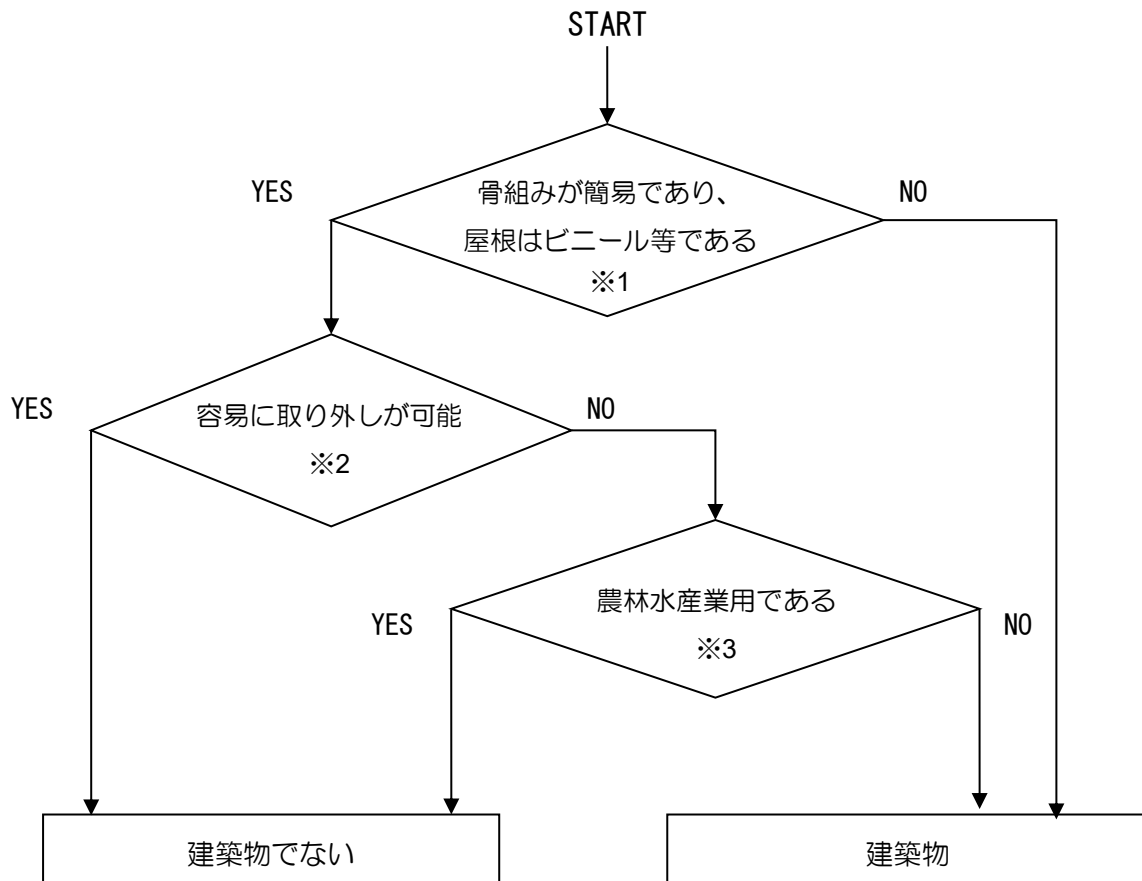 START
YES
骨組みが簡易であり、
屋根はビニール等である
※1
NO
YES
容易に取り外しが可能
※2
NO
YES
農林水産業用である
※3
NO
建築物でない
建築物